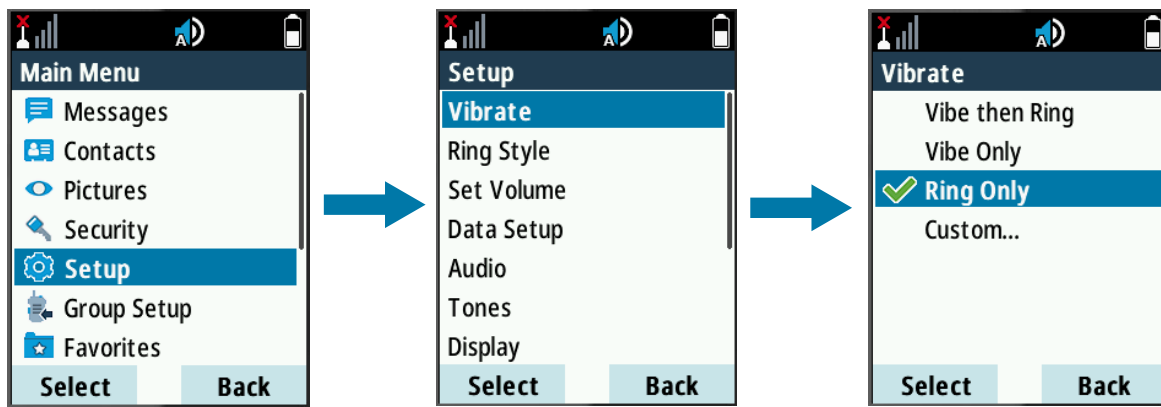 A
Main Menu
Messages
Contacts
Pictures
Security
Setup
Group Setup
Favorites
Select Back
A
Setup
Vibrate
Ring Style
Set Volume
Data Setup
Audio
Tones
Display
Select Back
A
Vibrate
Vibe then Ring
Vibe Only
Ring Only
Custom...
Select Back